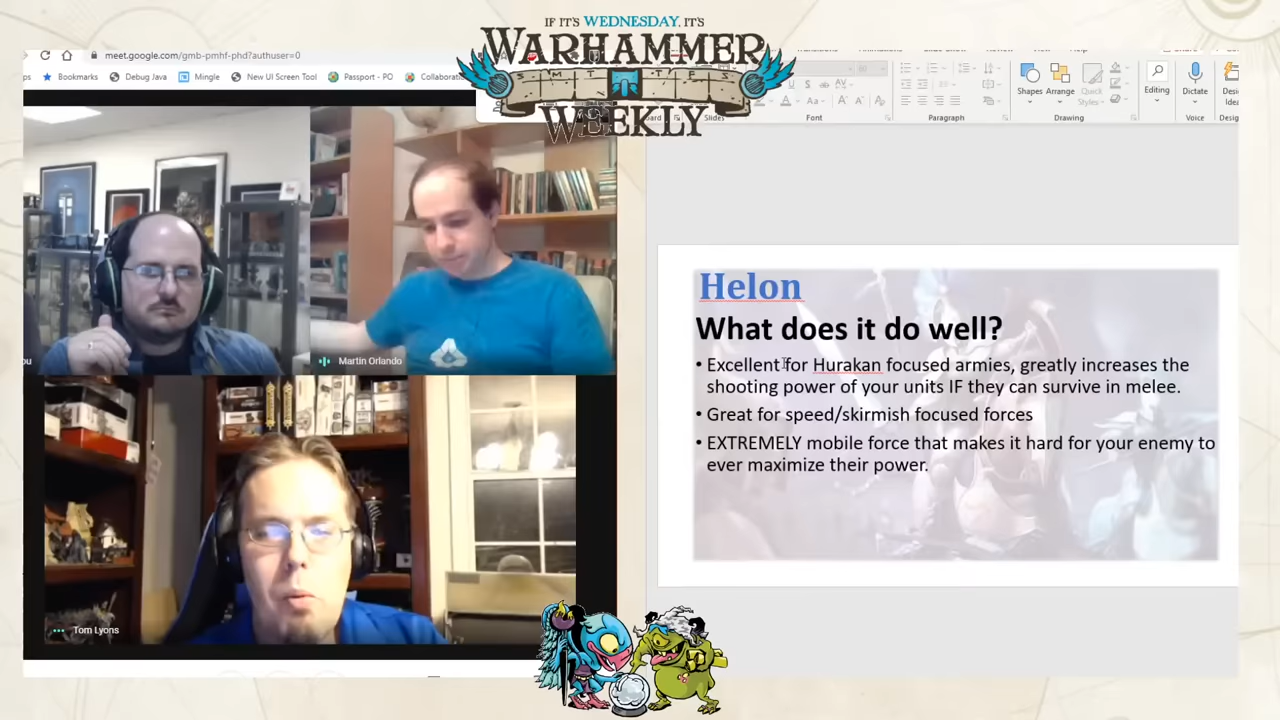 IF IT'S WEDNESDAY, IT'S
WARHAMMER
WEEKLY
meet.google.com/gmb-pmhf-phd?authuser=0
Bookmarks
Debug Java
Mingle
New UI Screen Tool
Passport - PO
Martin Orlando
Tom Lyons
Shapes
Arrange
Quick
Styles
Editing
Dictate
Font
Paragraph
Drawing
Voice
Helon
What does it do well?
• Excellent for Hurakan focused armies, greatly increases the
shooting power of your units IF they can survive in melee.
• Great for speed/skirmish focused forces
• EXTREMELY mobile force that makes it hard for your enemy to
ever maximize their power.